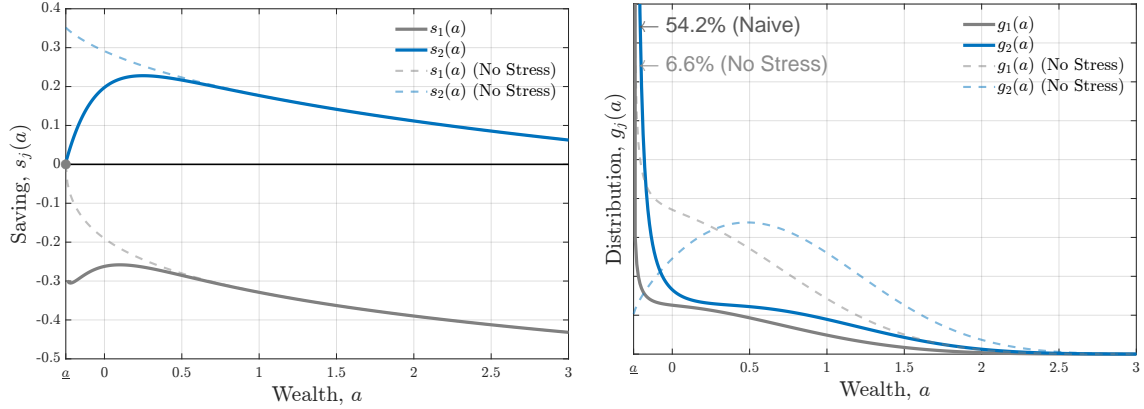 0.4
0.3
0.2
0.1
0
-0.1
-0.2
-0.3
-0.4
-0.5
Saving, s_j(a)
s_1(a)
s_2(a)
s_1(a) (No Stress)
s_2(a) (No Stress)
a 0 0.5 1 1.5 2 2.5 3
Wealth, a
Distribution, g_j(a)
← 54.2% (Naive)
← 6.6% (No Stress)
g_1(a)
g_2(a)
g_1(a) (No Stress)
g_2(a) (No Stress)
a 0 0.5 1 1.5 2 2.5 3
Wealth, a